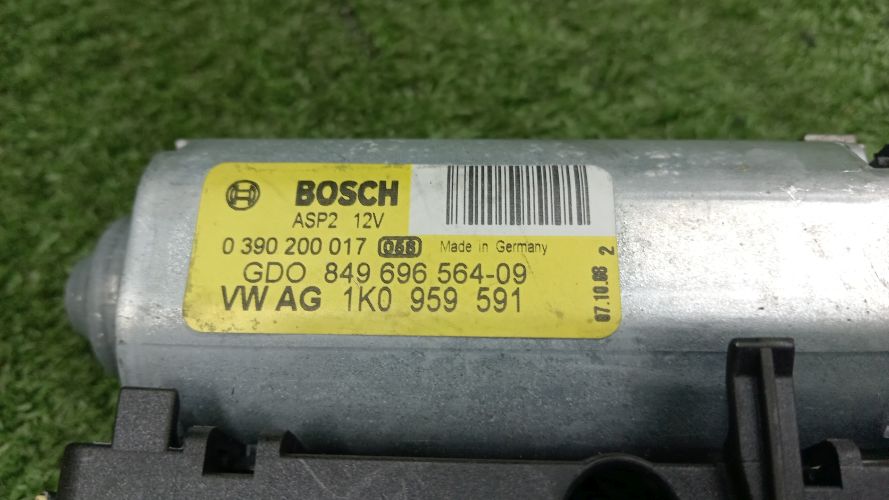 BOSCH
ASP2 12V
0 390 200 017 068 Made in Germany
GDO 849 696 564-09
VW AG 1K0 959 591
07.10.06 2